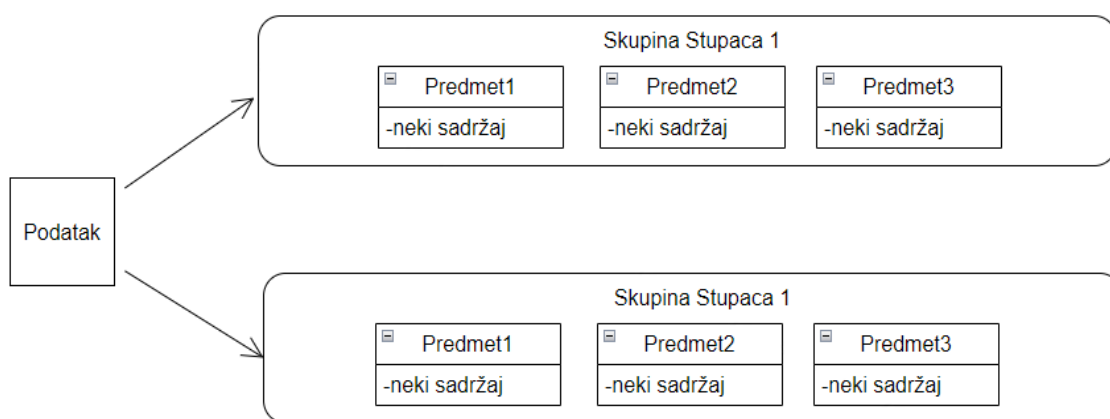 Skupina Stupaca 1
Predmet1 Predmet2 Predmet3
-neki sadržaj -neki sadržaj -neki sadržaj
Podatak
Skupina Stupaca 1
Predmet1 Predmet2 Predmet3
-neki sadržaj -neki sadržaj -neki sadržaj